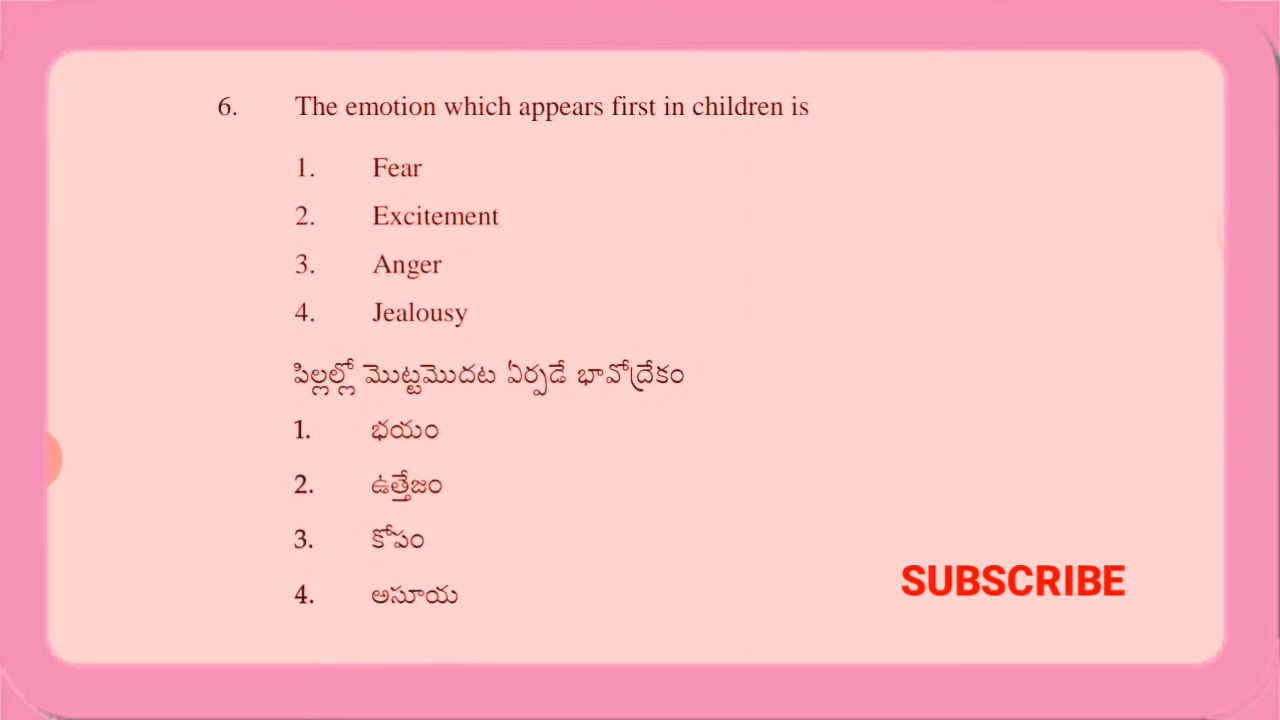 6. The emotion which appears first in children is
1. Fear
2. Excitement
3. Anger
4. Jealousy
పిల్లల్లో మొట్టమొదట ఏర్పడే భావోద్రేకం
1. భయం
2. ఉత్తేజం
3. కోపం
4. అసూయ
SUBSCRIBE